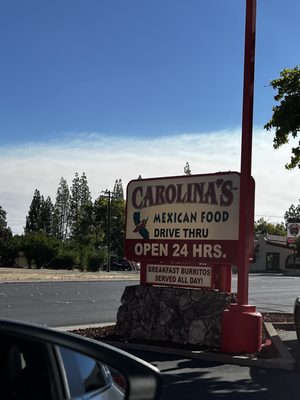 CAROLINA'S
MEXICAN FOOD
DRIVE THRU
OPEN 24 HRS.
BREAKFAST BURRITOS
SERVED ALL DAY!